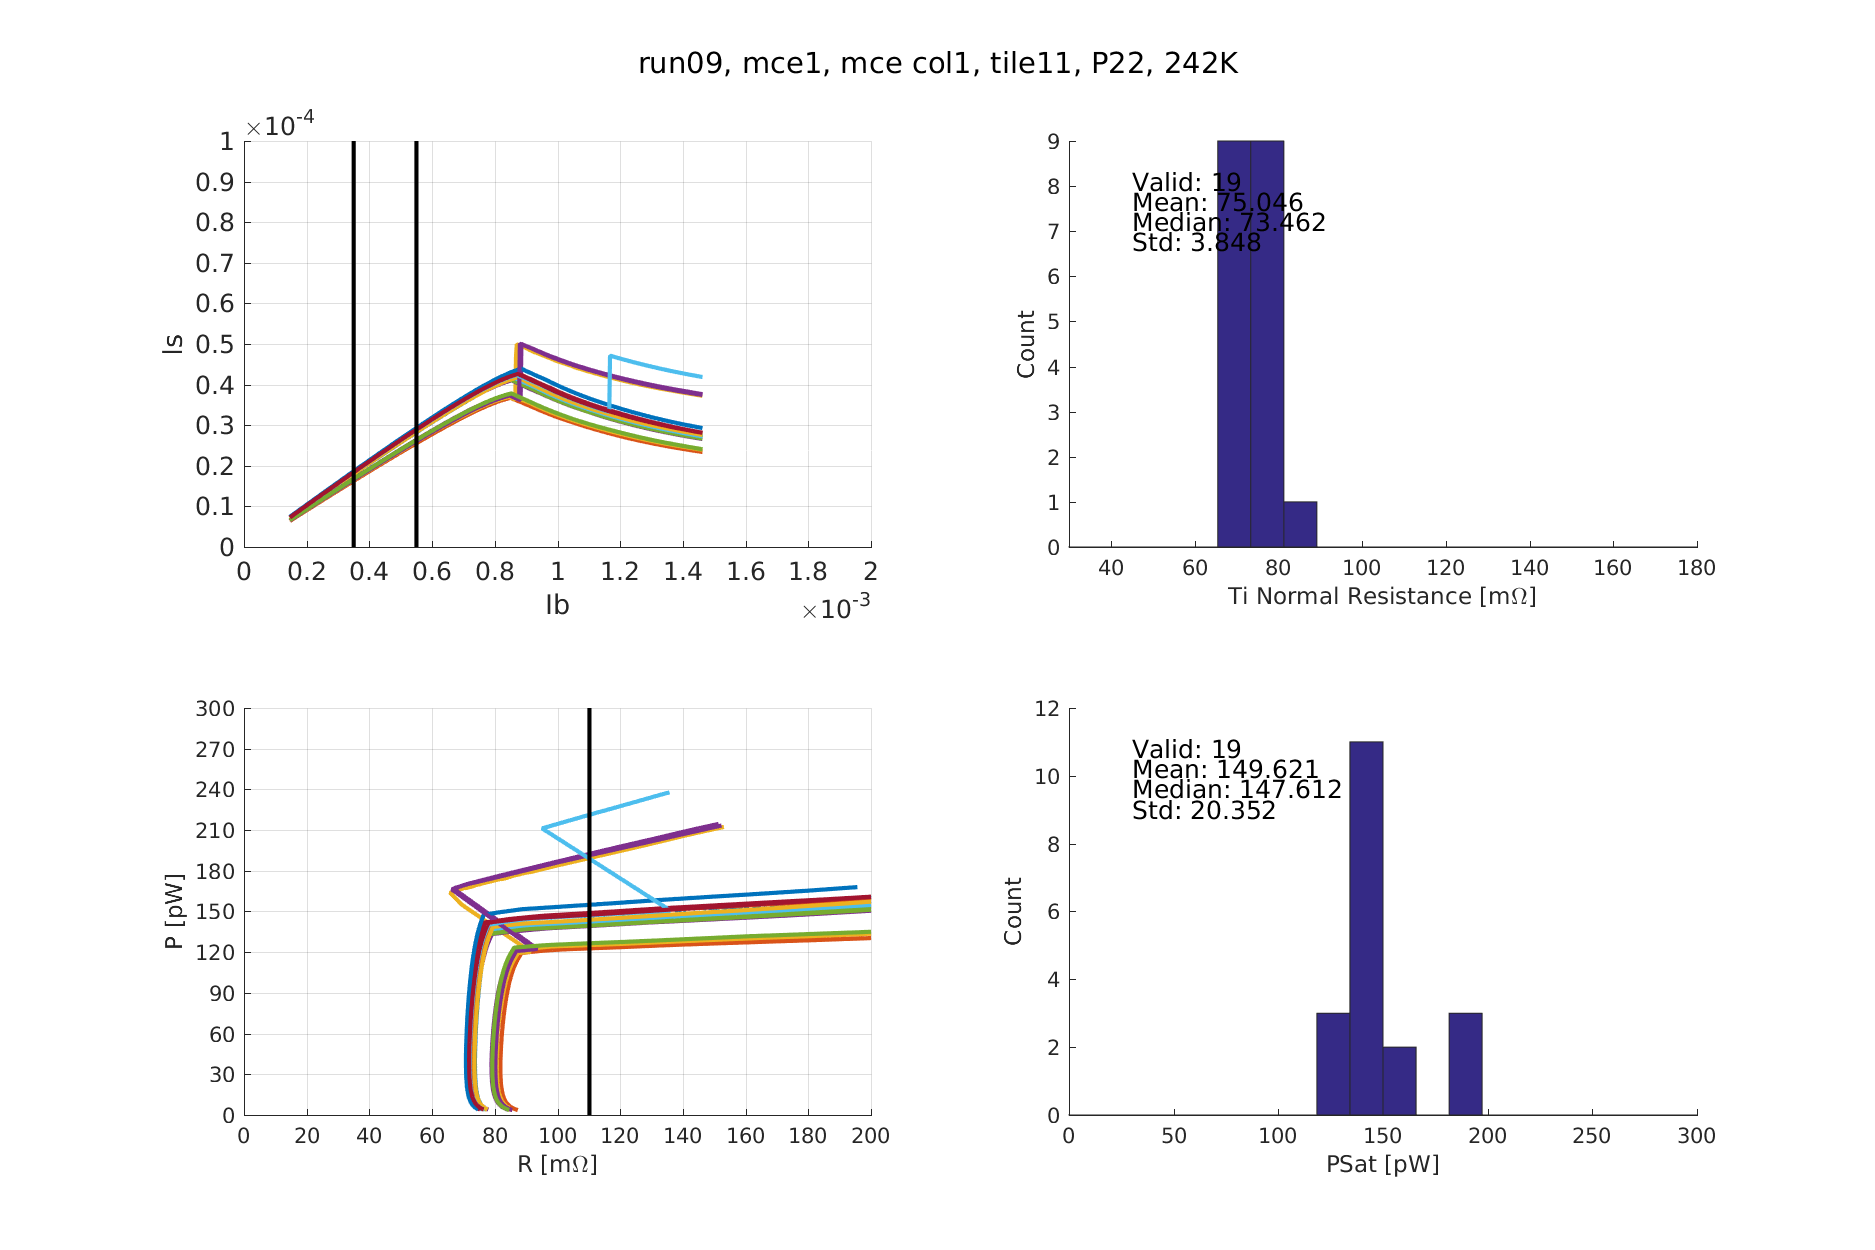 run09, mce1, mce col1, tile11, P22, 242K
×10-4
1
0.9
0.8
0.7
0.6
0.5
0.4
0.3
0.2
0.1
0
Is
0 0.2 0.4 0.6 0.8 1 1.2 1.4 1.6 1.8 2
Ib
×10-3
9
8
7
6
5
4
3
2
1
0
Count
Valid: 19
Mean: 75.046
Median: 73.462
Std: 3.848
40 60 80 100 120 140 160 180
Ti Normal Resistance [mΩ]
300
270
240
210
180
150
120
90
60
30
0
P [pW]
0 20 40 60 80 100 120 140 160 180 200
R [mΩ]
12
10
8
6
4
2
0
Count
Valid: 19
Mean: 149.621
Median: 147.612
Std: 20.352
0 50 100 150 200 250 300
PSat [pW]